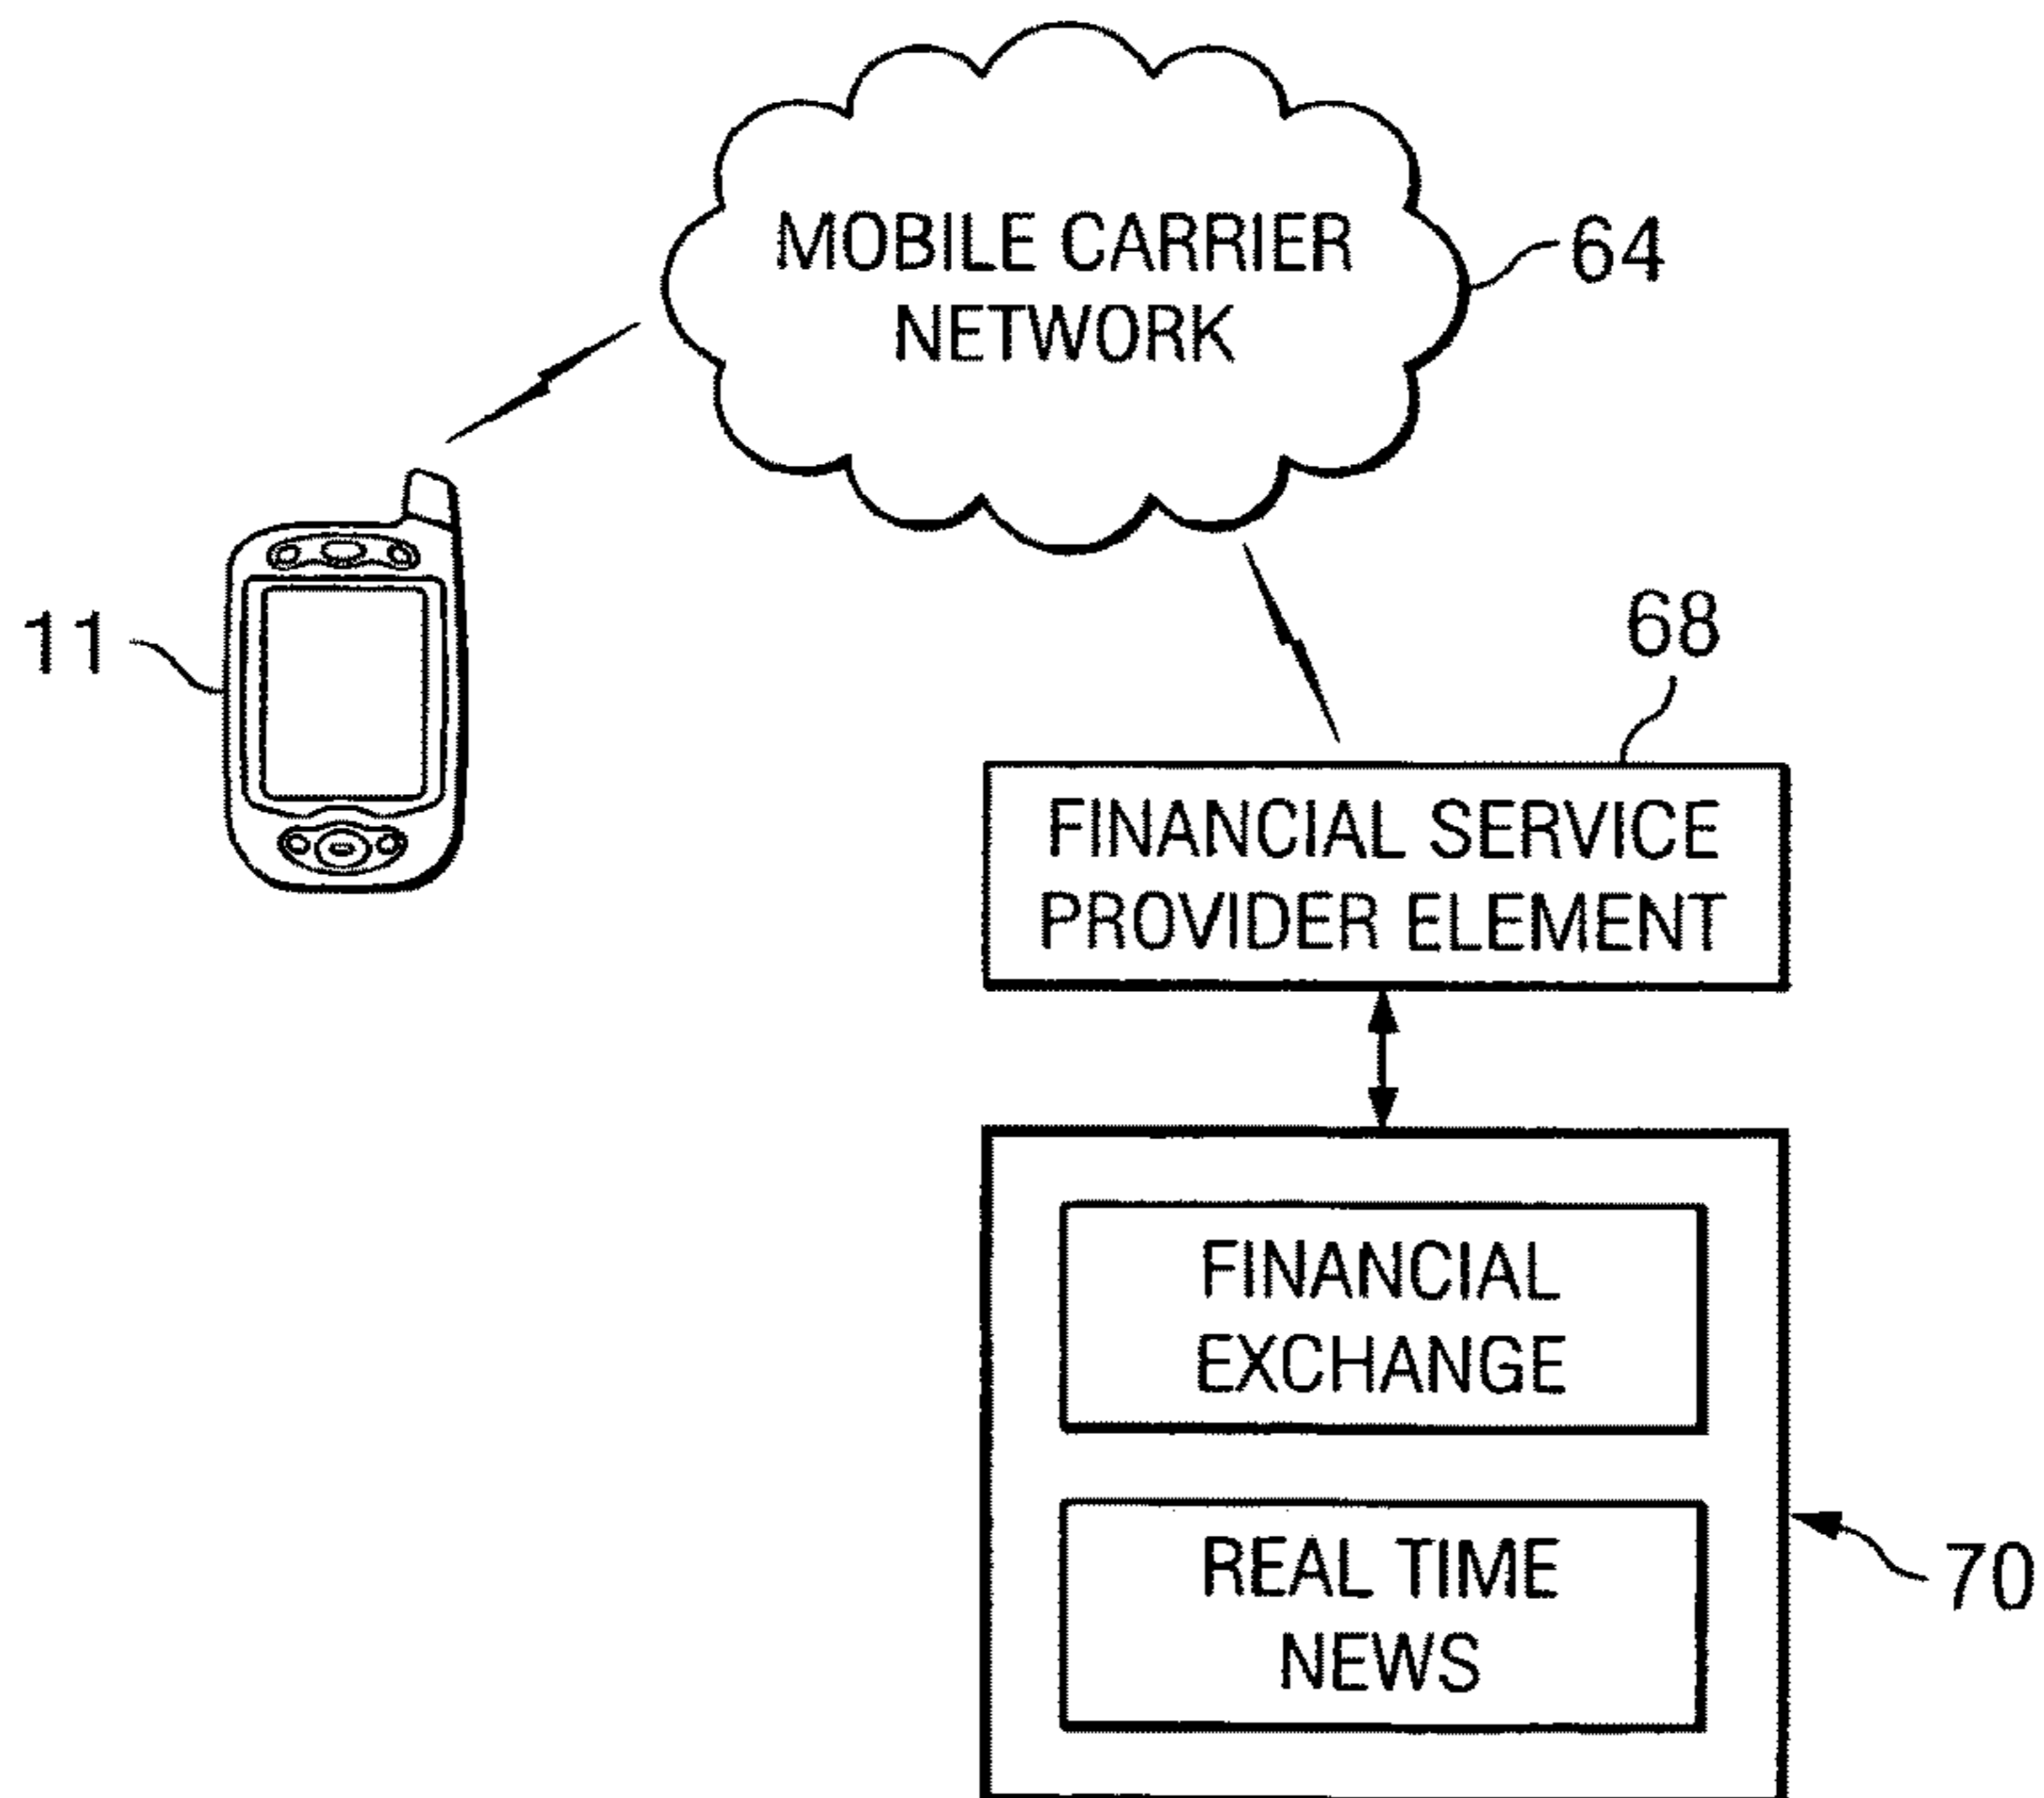 MOBILE CARRIER
NETWORK
64
11
68
FINANCIAL SERVICE
PROVIDER ELEMENT
FINANCIAL
EXCHANGE
REAL TIME
NEWS
70